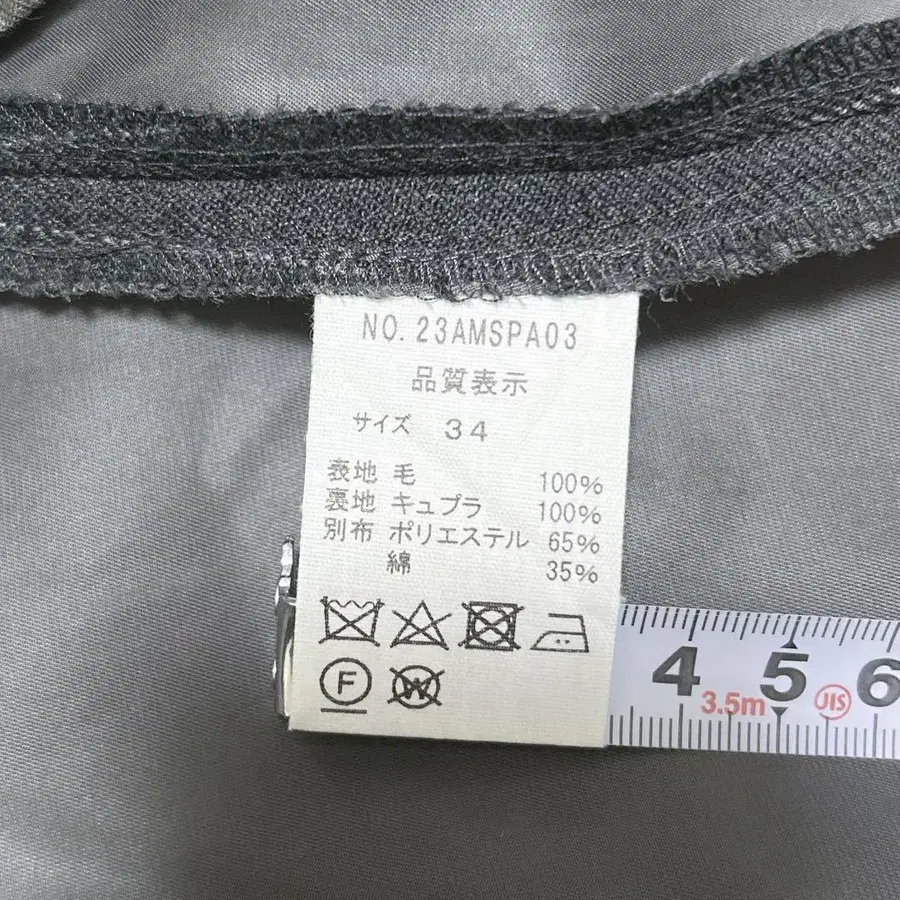 NO. 23AMSPA03
品質表示
サイズ 34
表地 毛 100%
裏地 キュプラ 100%
別布 ポリエステル 65%
綿 35%
F W
4 5 6
3.5m JIS